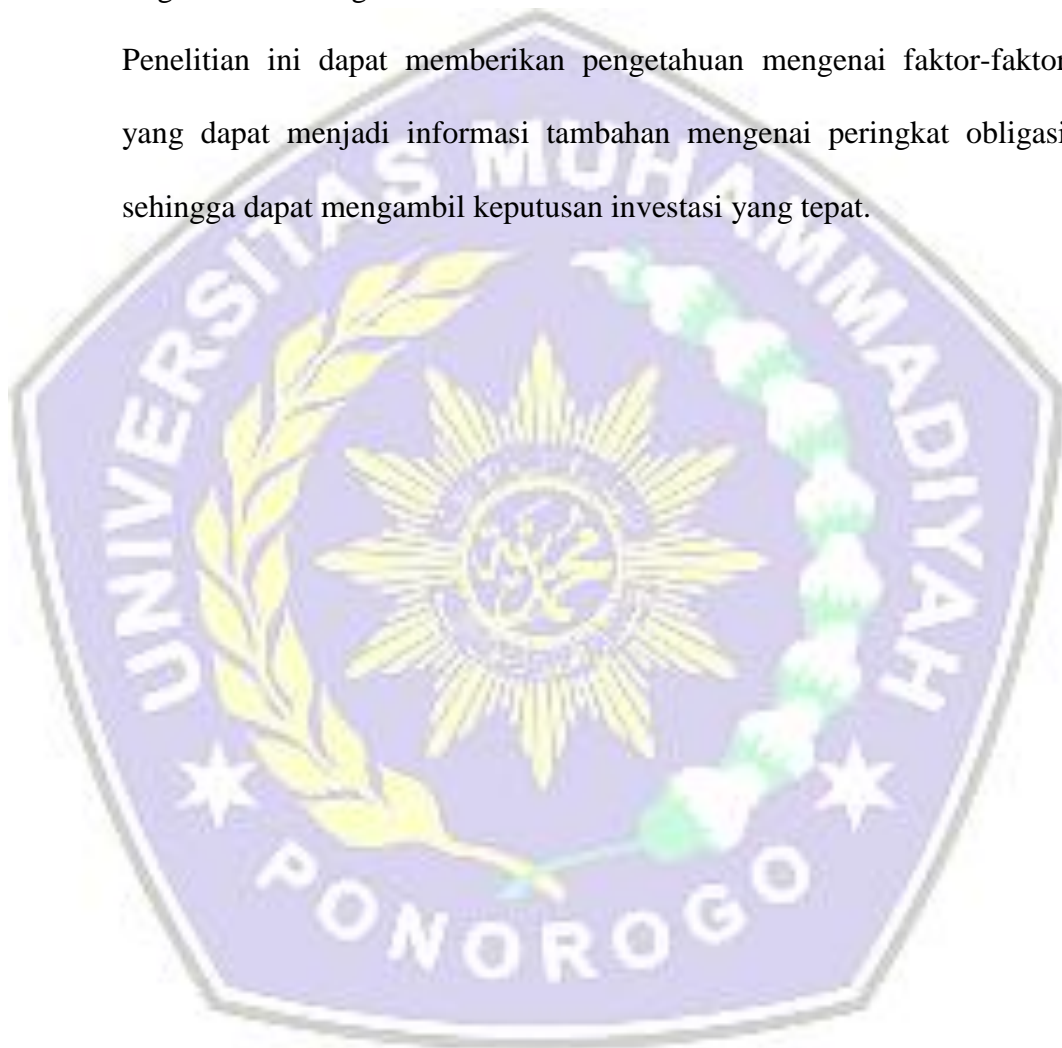 Penelitian ini dapat memberikan pengetahuan mengenai faktor-faktor
yang dapat menjadi informasi tambahan mengenai peringkat obligasi
sehingga dapat mengambil keputusan investasi yang tepat.
UNIVERSITAS MUHAMMADIYAH
PONOROGO